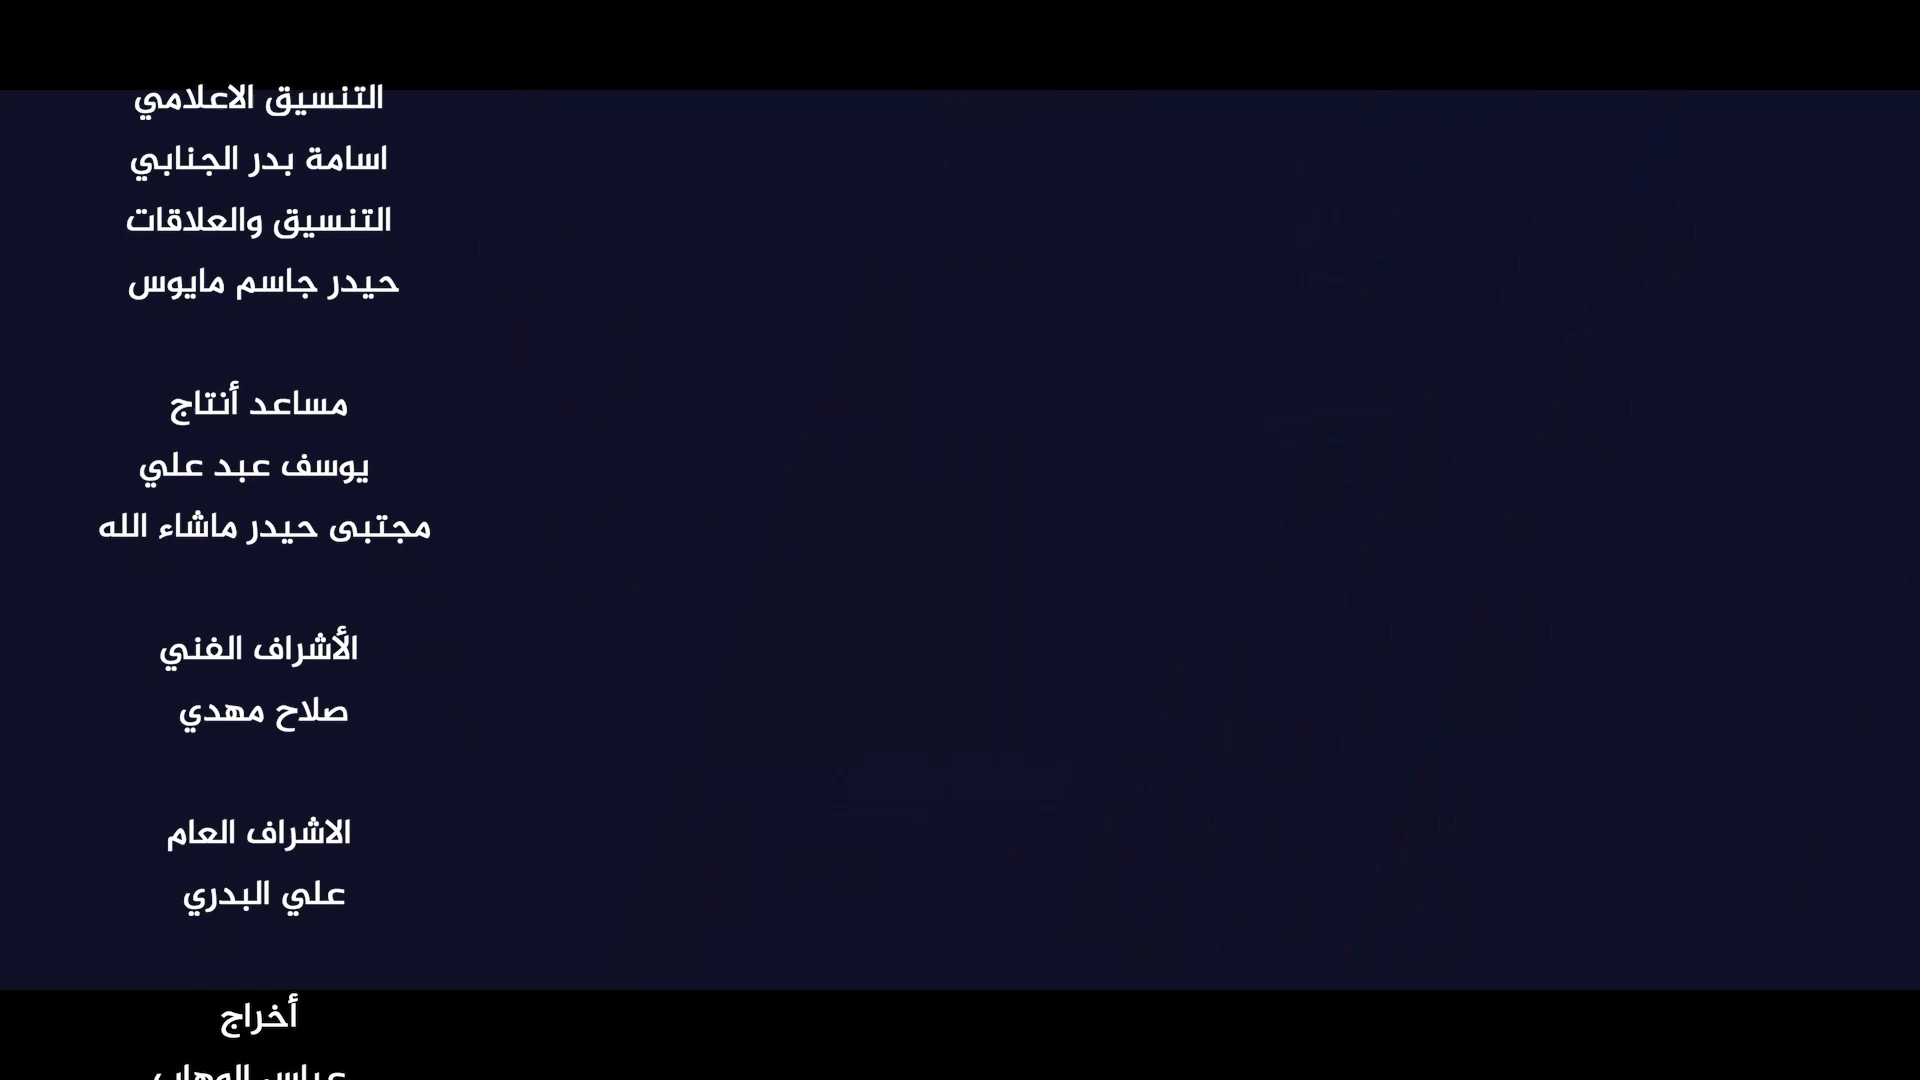 التنسيق الاعلامي
اسامة بدر الجنابي
التنسيق والعلاقات
حيدر جاسم مايوس
مساعد أنتاج
يوسف عبد علي
مجتبى حيدر ماشاء الله
الأشراف الفني
صلاح مهدي
الاشراف العام
علي البدري
أخراج